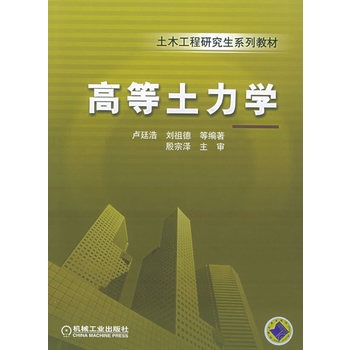 土木工程研究生系列教材
高等土力学
卢廷浩 刘祖德 等编著
殷宗泽 主审
机械工业出版社
CHINA MACHINE PRESS